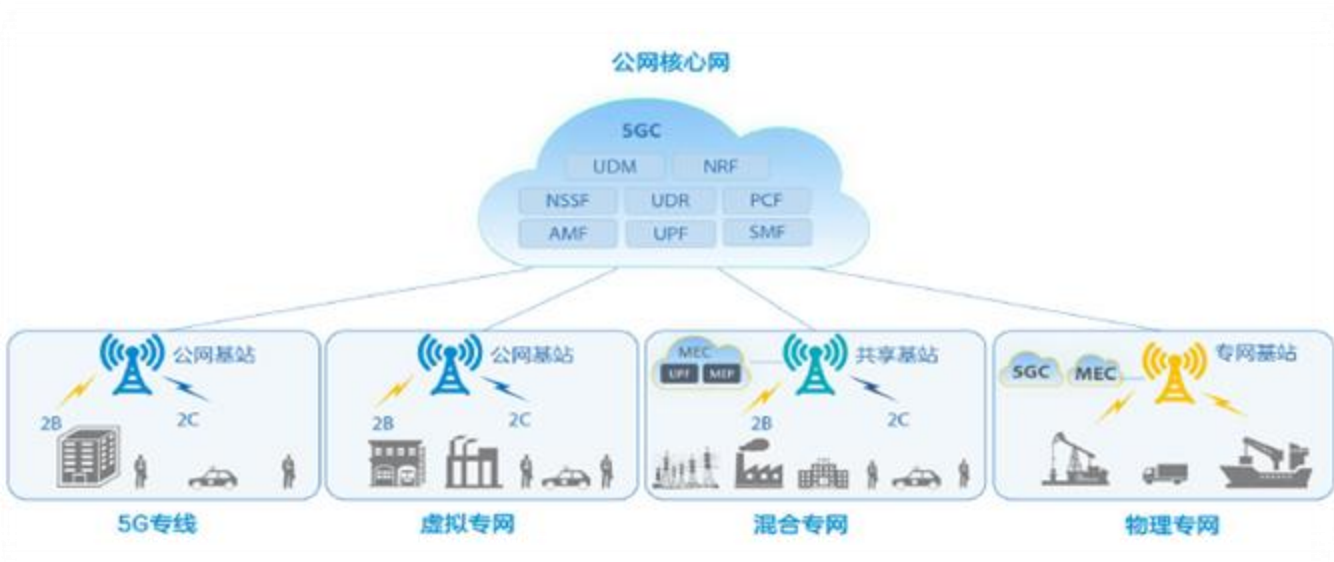 公网核心网
5GC
UDM NRF
NSSF UDR PCF
AMF UPF SMF
公网基站
2B 2C
5G专线
公网基站
2B 2C
虚拟专网
MEC
UPF MEP
共享基站
2B 2C
混合专网
5GC MEC
专网基站
物理专网